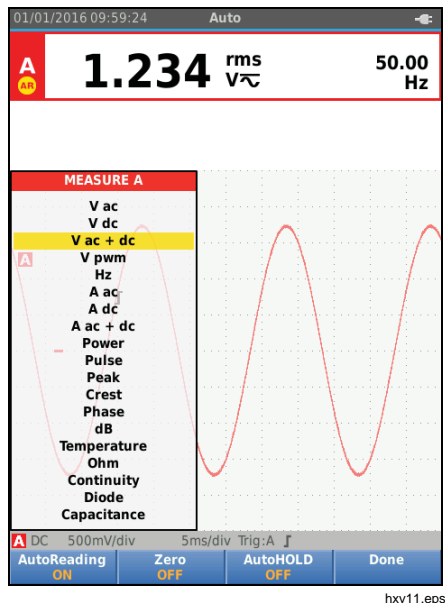 01/01/2016 09:59:24 Auto
A AR 1.234 rms V 50.00 Hz
MEASURE A
V ac
V dc
V ac + dc
A V pwm
Hz
A ac
A dc
A ac + dc
Power
Pulse
Peak
Crest
Phase
dB
Temperature
Ohm
Continuity
Diode
Capacitance
A DC 500mV/div 5ms/div Trig:A
AutoReading Zero AutoHOLD Done
ON OFF OFF
hxy11.eps